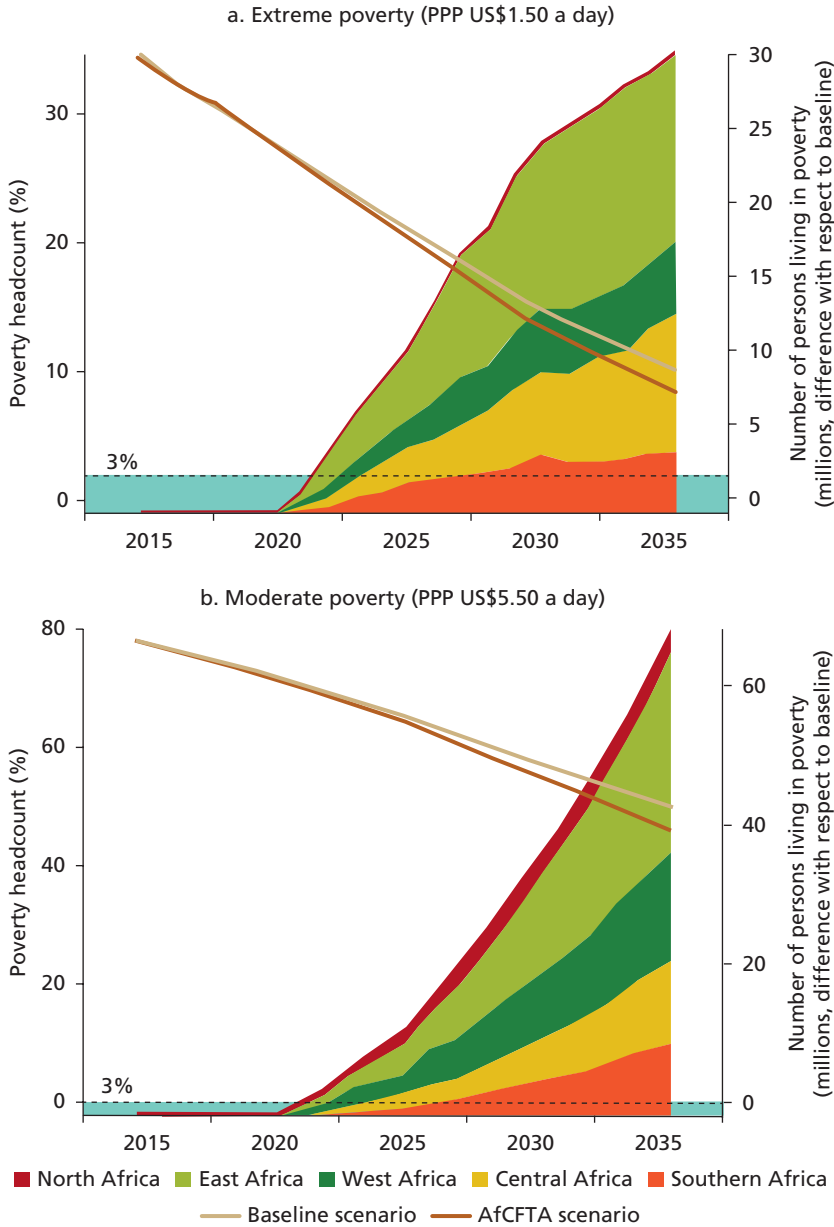 a. Extreme poverty (PPP US$1.50 a day)
Poverty headcount (%)
30
20
10
0
3%
30
25
20
15
10
5
0
Number of persons living in poverty
(millions, difference with respect to baseline)
2015 2020 2025 2030 2035
b. Moderate poverty (PPP US$5.50 a day)
Poverty headcount (%)
80
60
40
20
0
3%
60
40
20
0
Number of persons living in poverty
(millions, difference with respect to baseline)
2015 2020 2025 2030 2035
North Africa East Africa West Africa Central Africa Southern Africa
Baseline scenario AfCFTA scenario